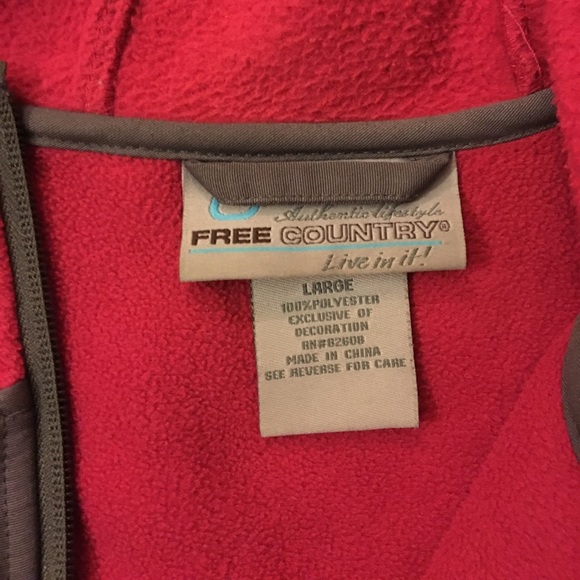 Authentic lifestyle
FREE COUNTRY®
Live in it!
LARGE
100%POLYESTER
EXCLUSIVE OF
DECORATION
RN#82608
MADE IN CHINA
SEE REVERSE FOR CARE